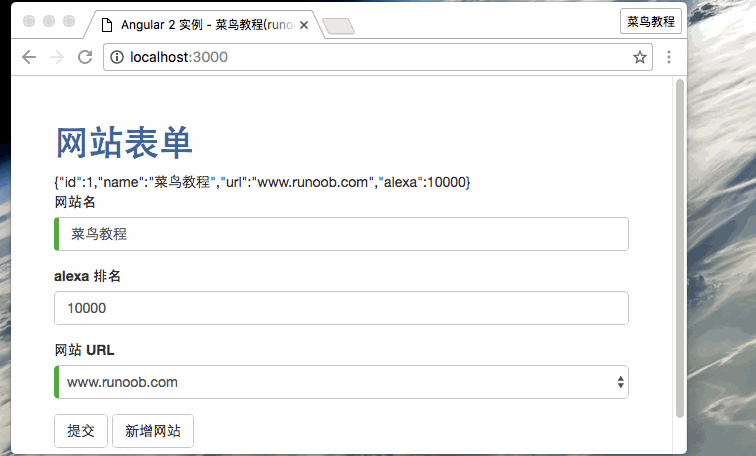 Angular 2 实例 - 菜鸟教程(runo
菜鸟教程
localhost:3000
网站表单
{"id":1,"name":"菜鸟教程","url":"www.runoob.com","alexa":10000}
网站名
菜鸟教程
alexa 排名
10000
网站 URL
www.runoob.com
提交 新增网站